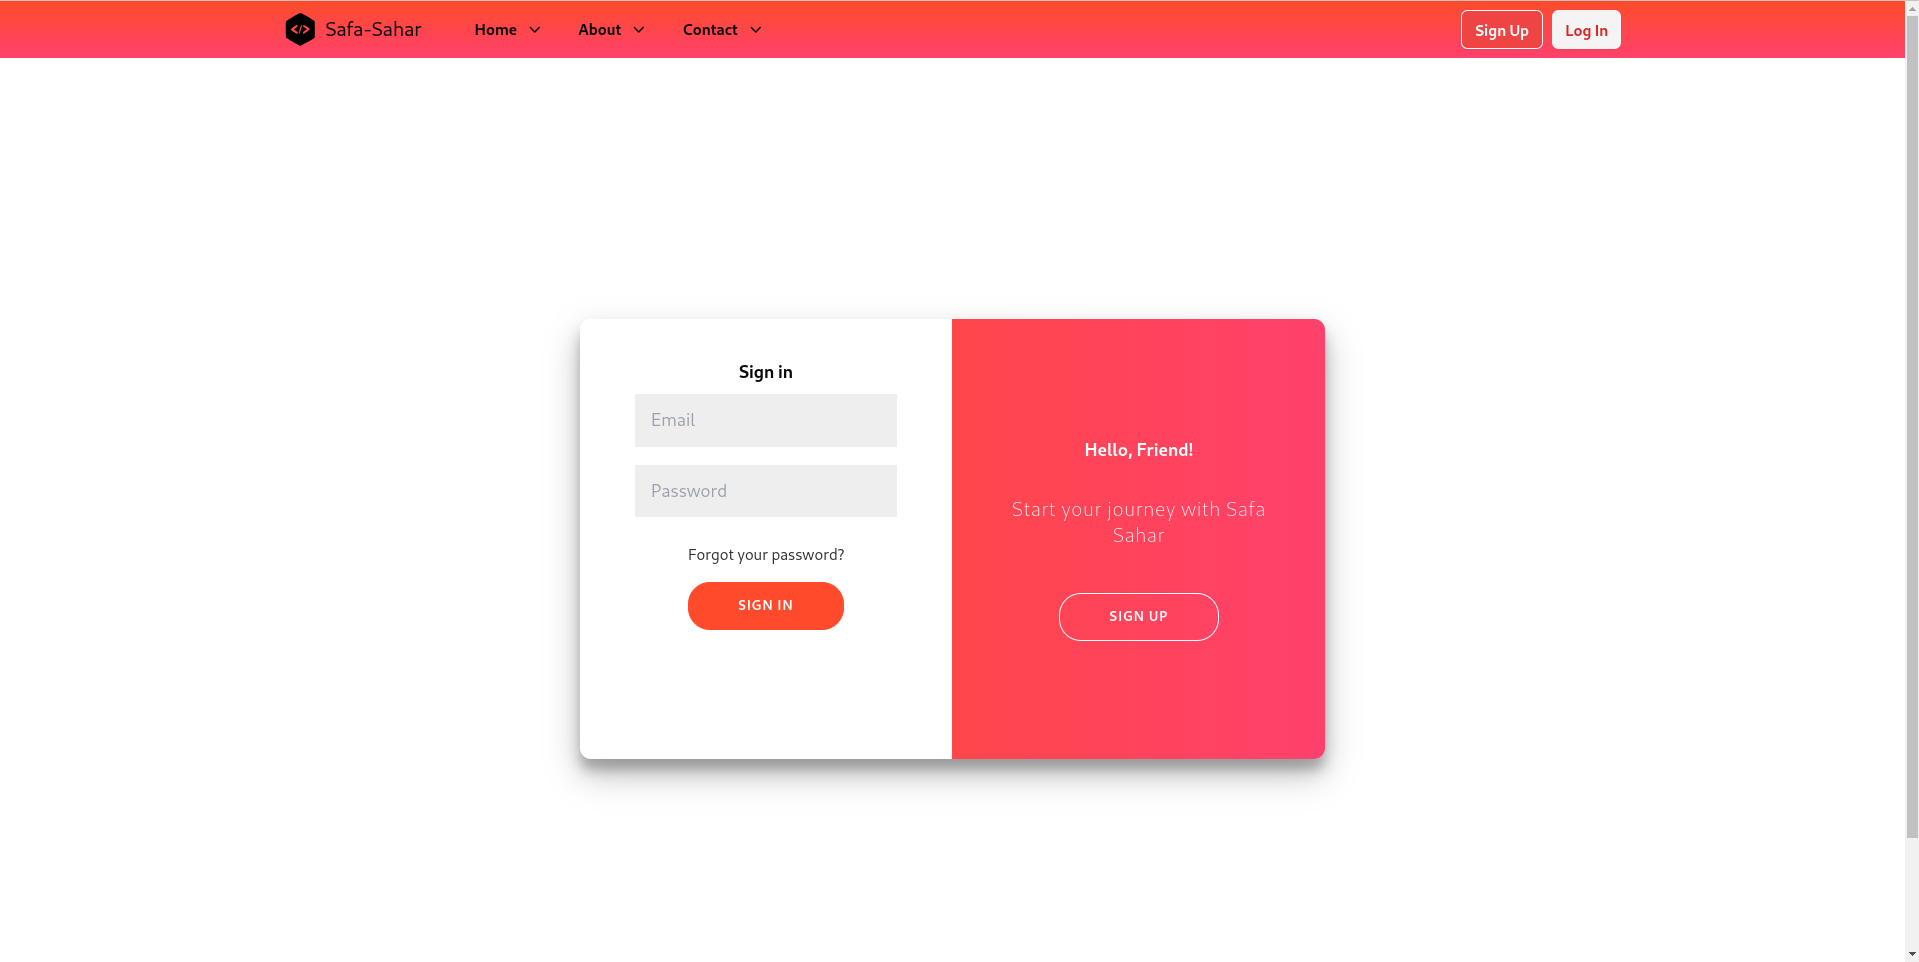 </> Safa-Sahar Home About Contact Sign Up Log In
Sign in
Email
Password
Forgot your password?
SIGN IN
Hello, Friend!
Start your journey with Safa
Sahar
SIGN UP